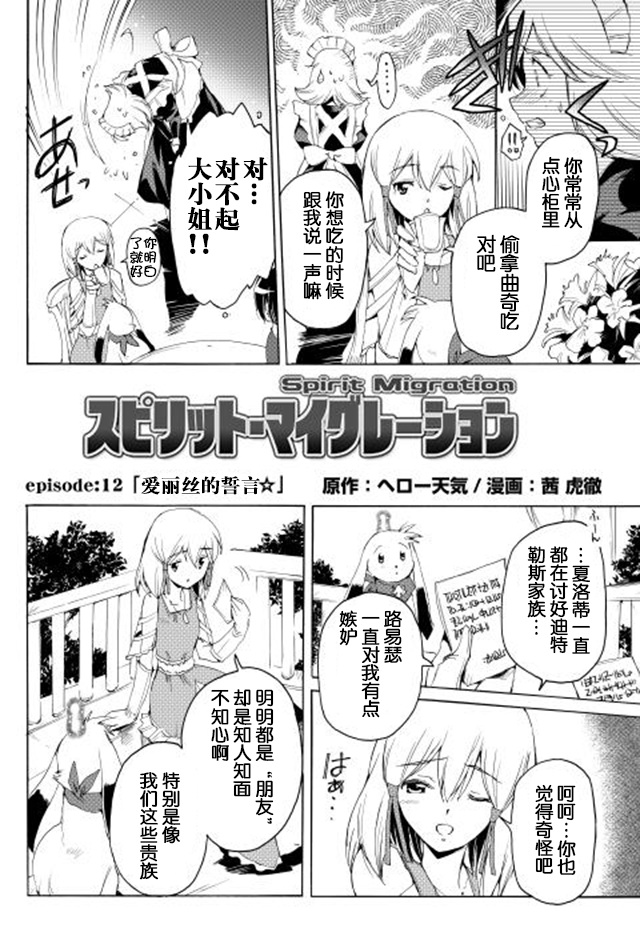 你常常从
点心柜里
偷拿曲奇吃
对吧
!!
……
你想吃的时候
跟我说一声嘛
对…
对不起
大小姐!!
あせっ
你明白
了就好
Spirit Migration
スピリット・マイグレーション
episode:12「爱丽丝的誓言☆」
原作:ヘロー天気/漫画:茜 虎徹
ふーん
…夏洛蒂一直
都在讨好迪特
勒斯家族…
路易瑟
一直对我有点
嫉妒
明明都是“朋友”
却是知人知面
不知心啊
特别是像
我们这些贵族
はぁ…
呵呵…你也
觉得奇怪吧